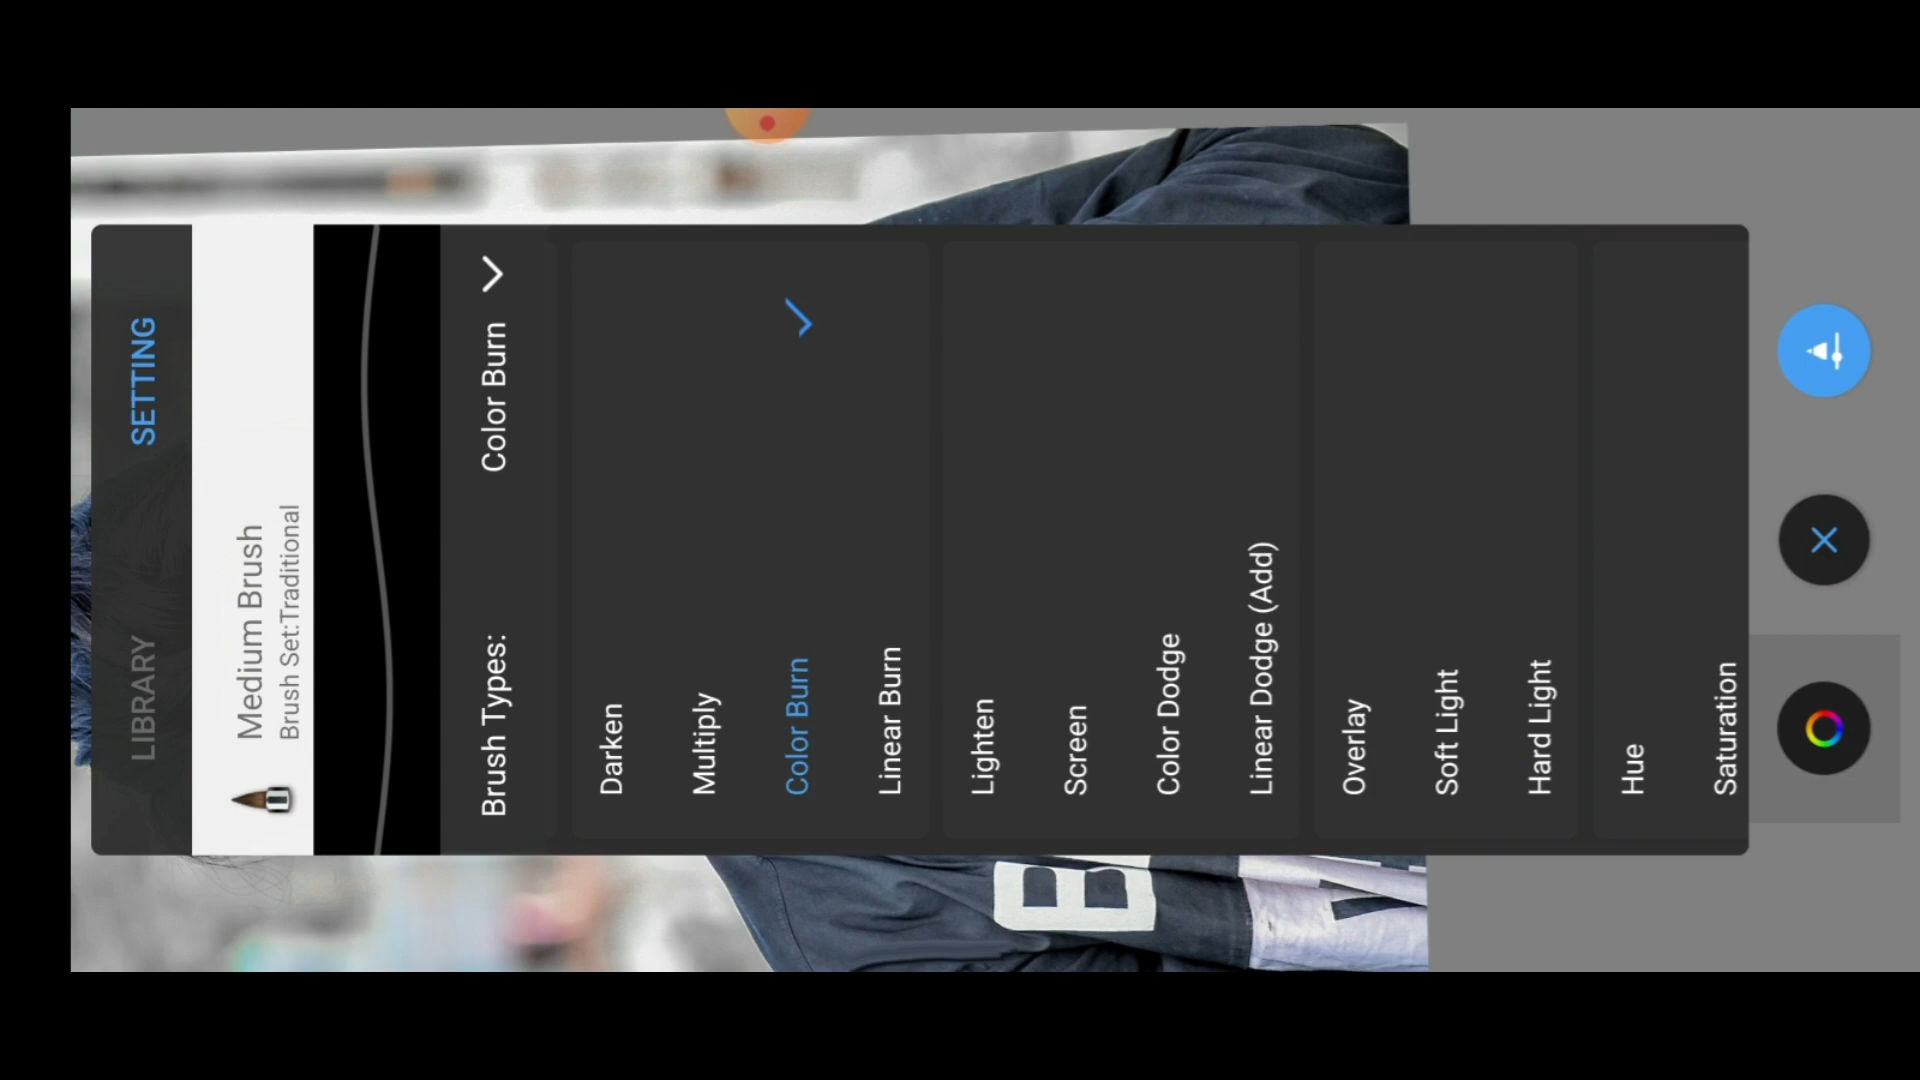 LIBRARY SETTING
Medium Brush
Brush Set:Traditional
Brush Types: Color Burn
Darken
Multiply
Color Burn
Linear Burn
Lighten
Screen
Color Dodge
Linear Dodge (Add)
Overlay
Soft Light
Hard Light
Hue
Saturation